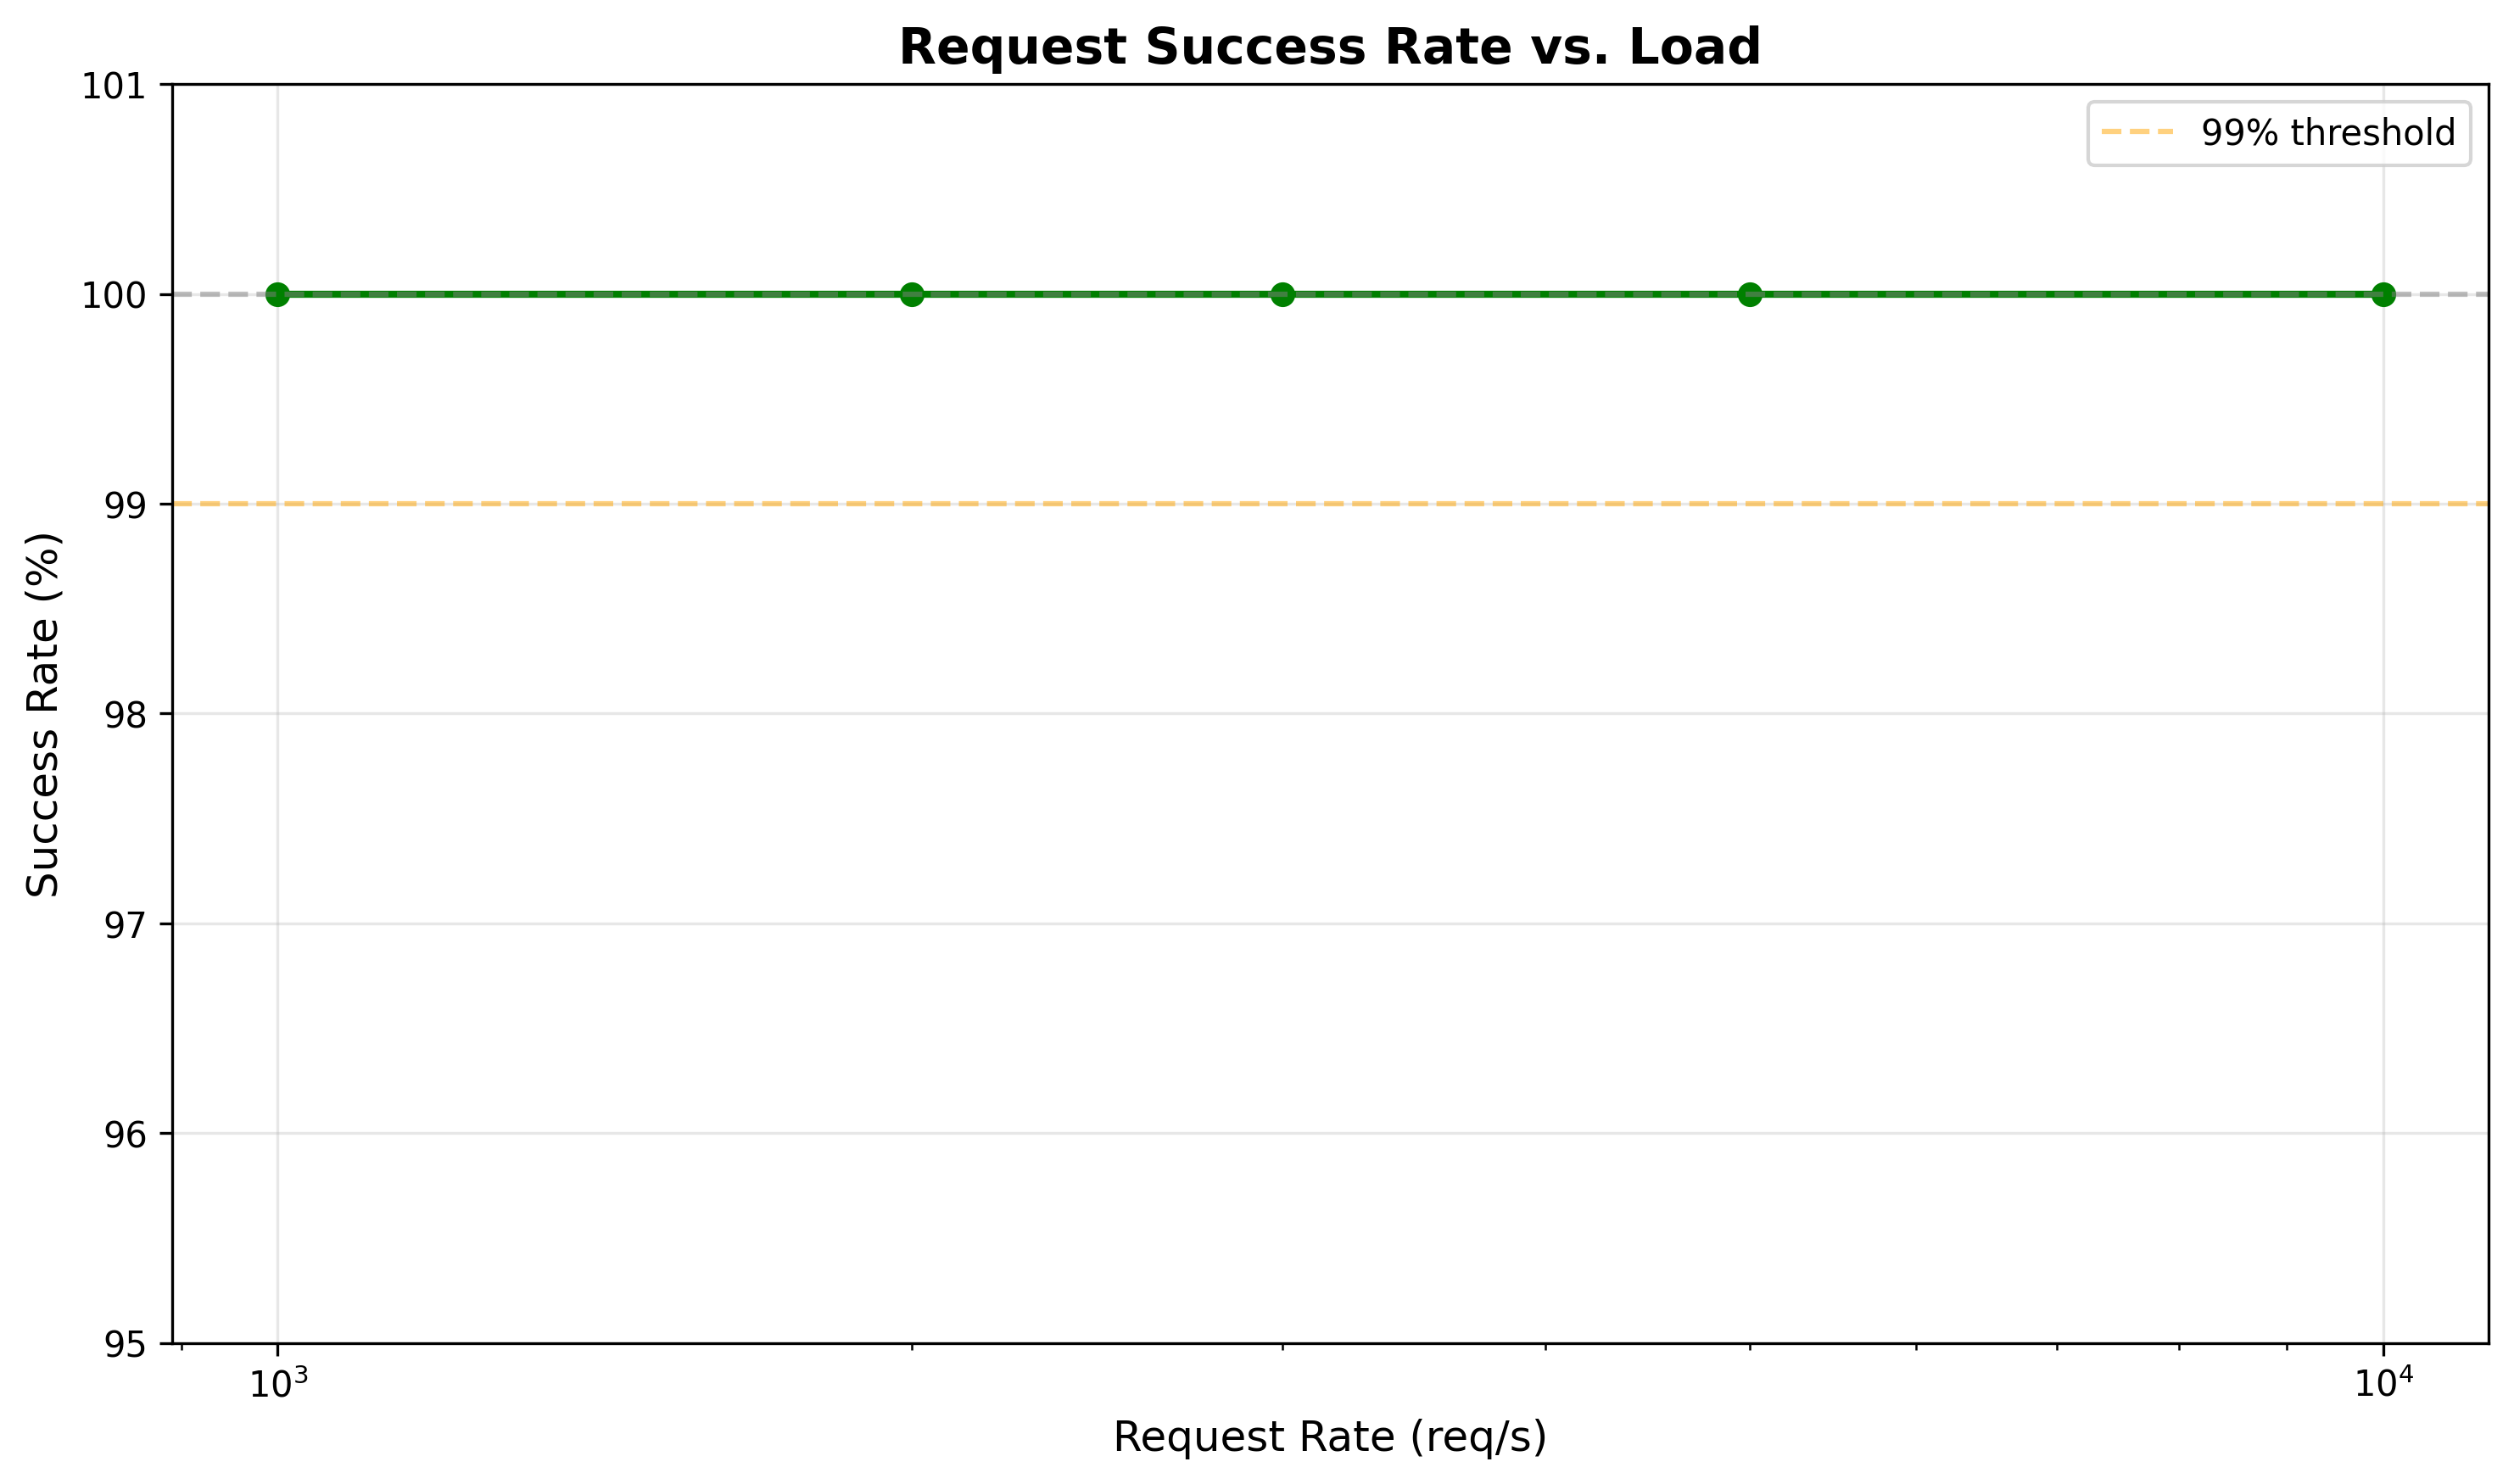 Request Success Rate vs. Load
99% threshold
101
100
99
98
97
96
95
Success Rate (%)
10³
10⁴
Request Rate (req/s)